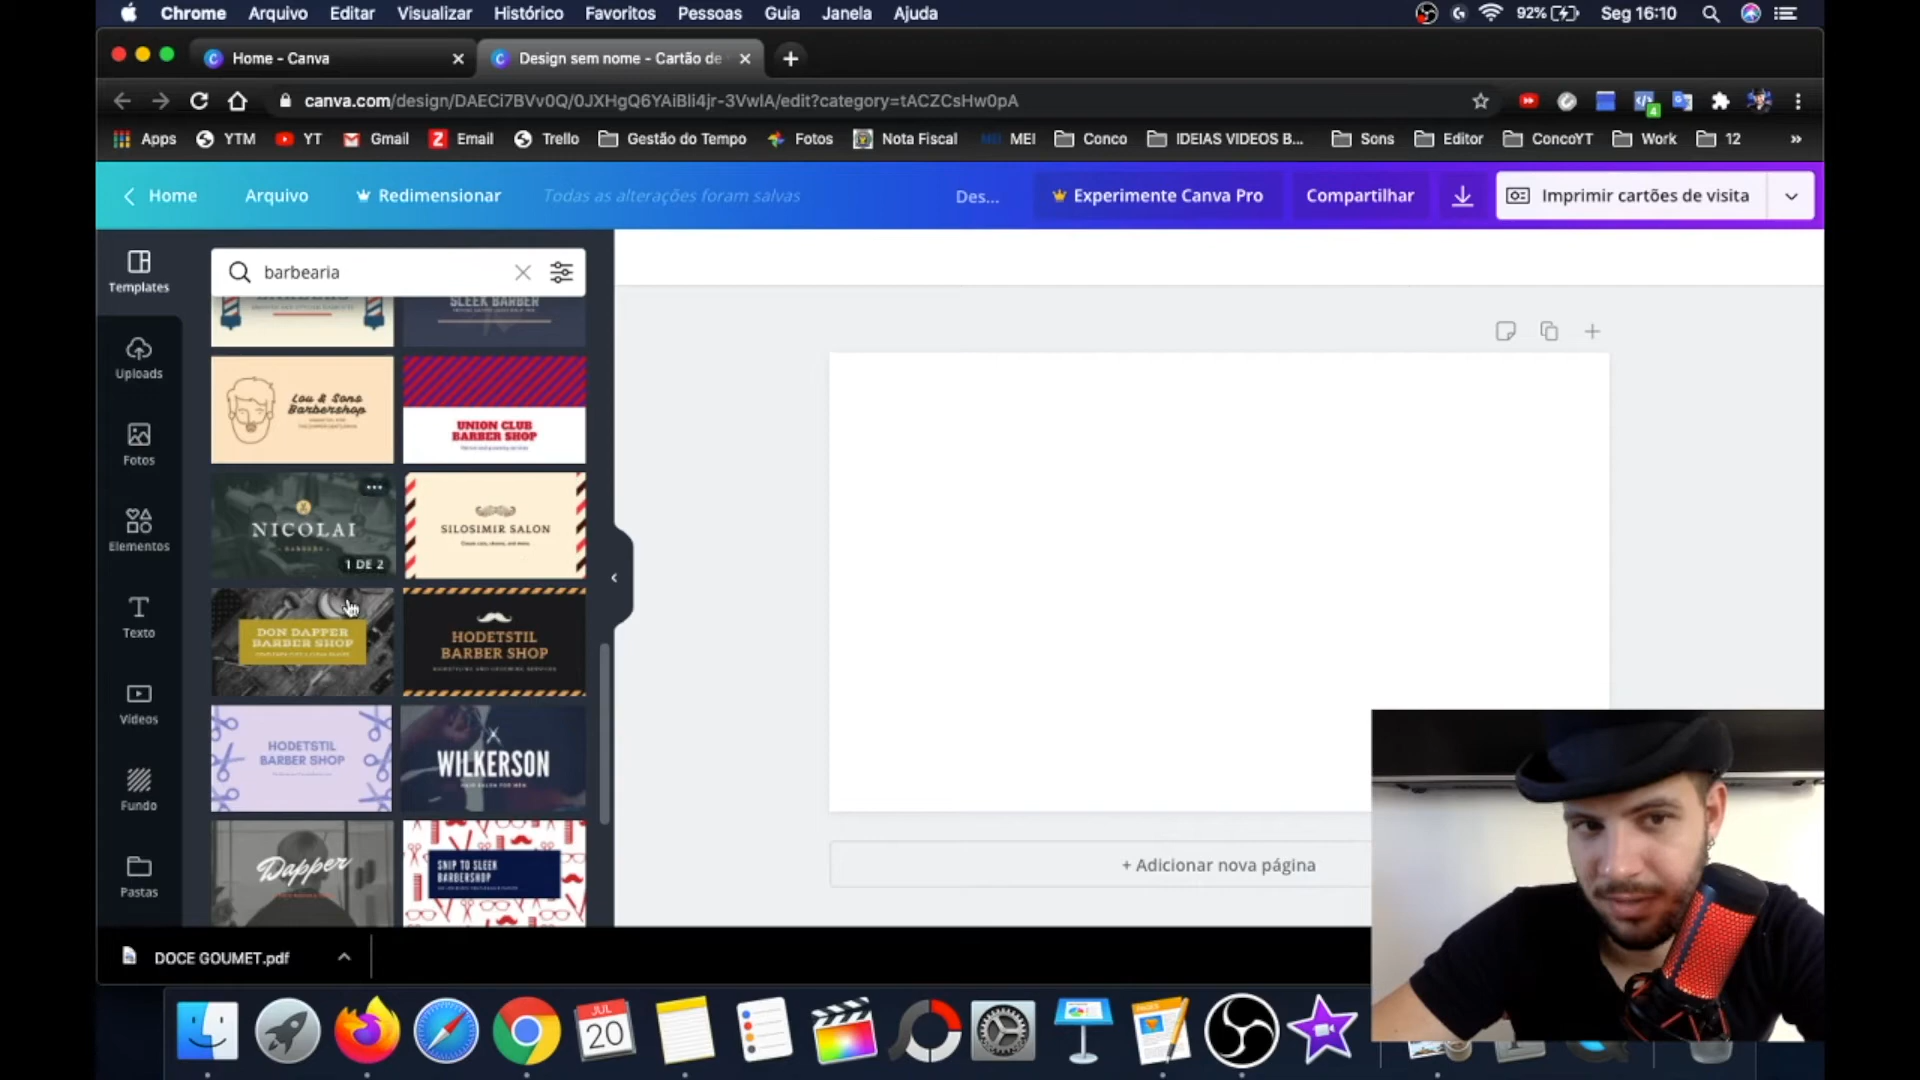 Chrome Arquivo Editar Visualizar Histórico Favoritos Pessoas Guia Janela Ajuda 92% Seg 16:10
Home - Canva Design sem nome - Cartão de
canva.com/design/DAECi7BVv0Q/0JXHgQ6YAiBli4jr-3VwlA/edit?category=tACZCsHw0pA
Apps YTM YT Gmail Email Trello Gestão do Tempo Fotos Nota Fiscal MEI Conco IDEIAS VIDEOS B... Sons Editor ConcoYT Work 12 »
Home Arquivo Redimensionar Todas as alterações foram salvas Des... Experimente Canva Pro Compartilhar Imprimir cartões de visita
Templates
Uploads
Fotos
Elementos
Texto
Vídeos
Fundo
Pastas
barbearia
SLEEK BARBER
Lou & Sons
Barbershop
UNION CLUB
BARBER SHOP
NICOLAI
1 DE 2
SILOSIMIR SALON
DON DAPPER
BARBER SHOP
HODETSTIL
BARBER SHOP
HODETSTIL
BARBER SHOP
WILKERSON
HAIR SALON FOR MEN
Dapper
SNIP TO SLEEK
BARBERSHOP
+ Adicionar nova página
DOCE GOUMET.pdf
JUL
20
PAGES